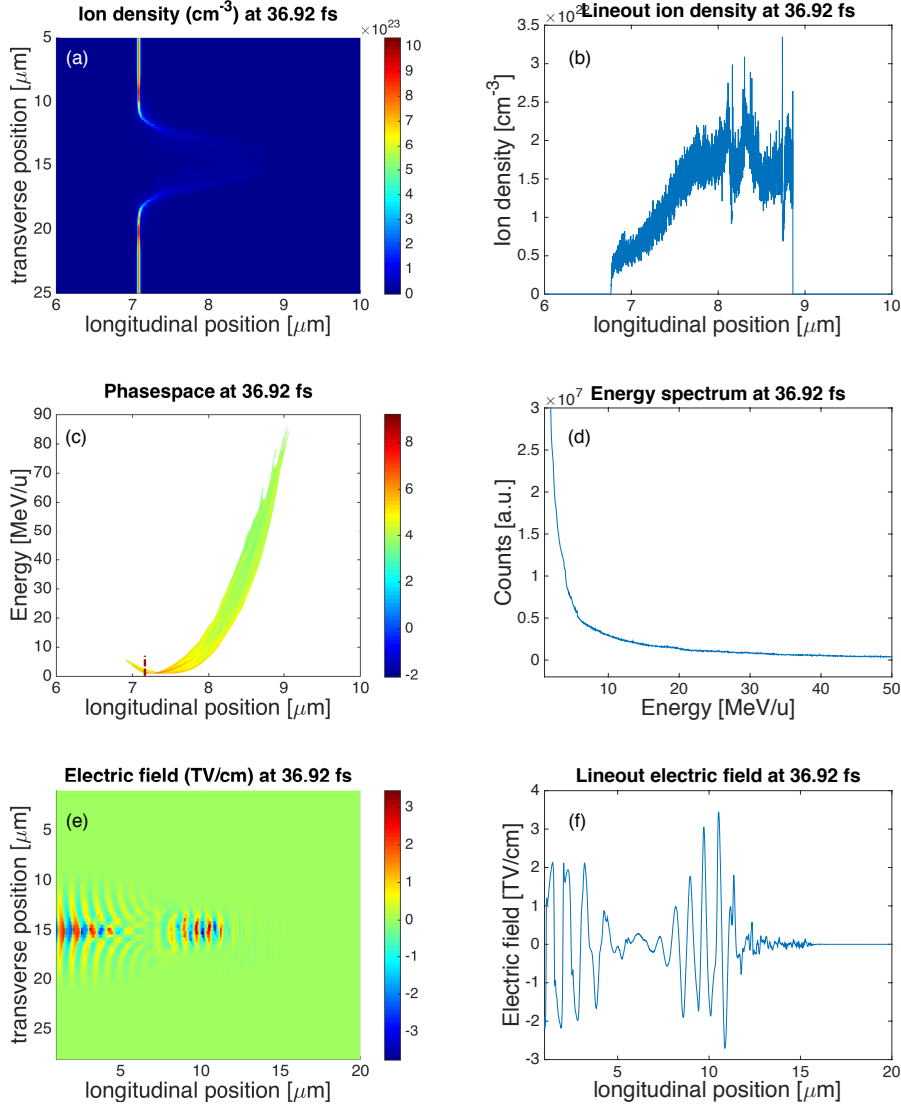 Ion density (cm⁻³) at 36.92 fs
×10²³
(a)
5
10
15
20
25
transverse position [μm]
6 7 8 9 10
longitudinal position [μm]
10
9
8
7
6
5
4
3
2
1
0
Lineout ion density at 36.92 fs
3.5 ×10²²
(b)
3
2.5
2
1.5
1
0.5
0
Ion density [cm⁻³]
6 7 8 9 10
longitudinal position [μm]
Phasespace at 36.92 fs
(c)
90
80
70
60
50
40
30
20
10
0
Energy [MeV/u]
6 7 8 9 10
longitudinal position [μm]
8
6
4
2
0
-2
Energy spectrum at 36.92 fs
3 ×10⁷
(d)
2.5
2
1.5
1
0.5
0
Counts [a.u.]
10 20 30 40 50
Energy [MeV/u]
Electric field (TV/cm) at 36.92 fs
(e)
5
10
15
20
25
transverse position [μm]
5 10 15 20
longitudinal position [μm]
3
2
1
0
-1
-2
-3
Lineout electric field at 36.92 fs
(f)
4
3
2
1
0
-1
-2
-3
Electric field [TV/cm]
5 10 15 20
longitudinal position [μm]